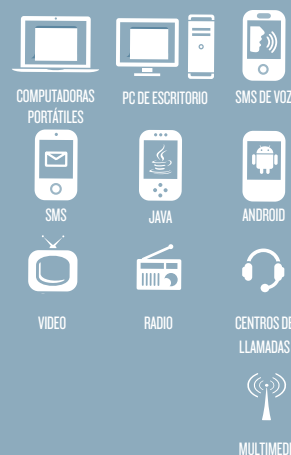 COMPUTADORAS
PORTÁTILES
PC DE ESCRITORIO
SMS DE VOZ
SMS
JAVA
ANDROID
VIDEO
RADIO
CENTROS DE
LLAMADAS
MULTIMEDI